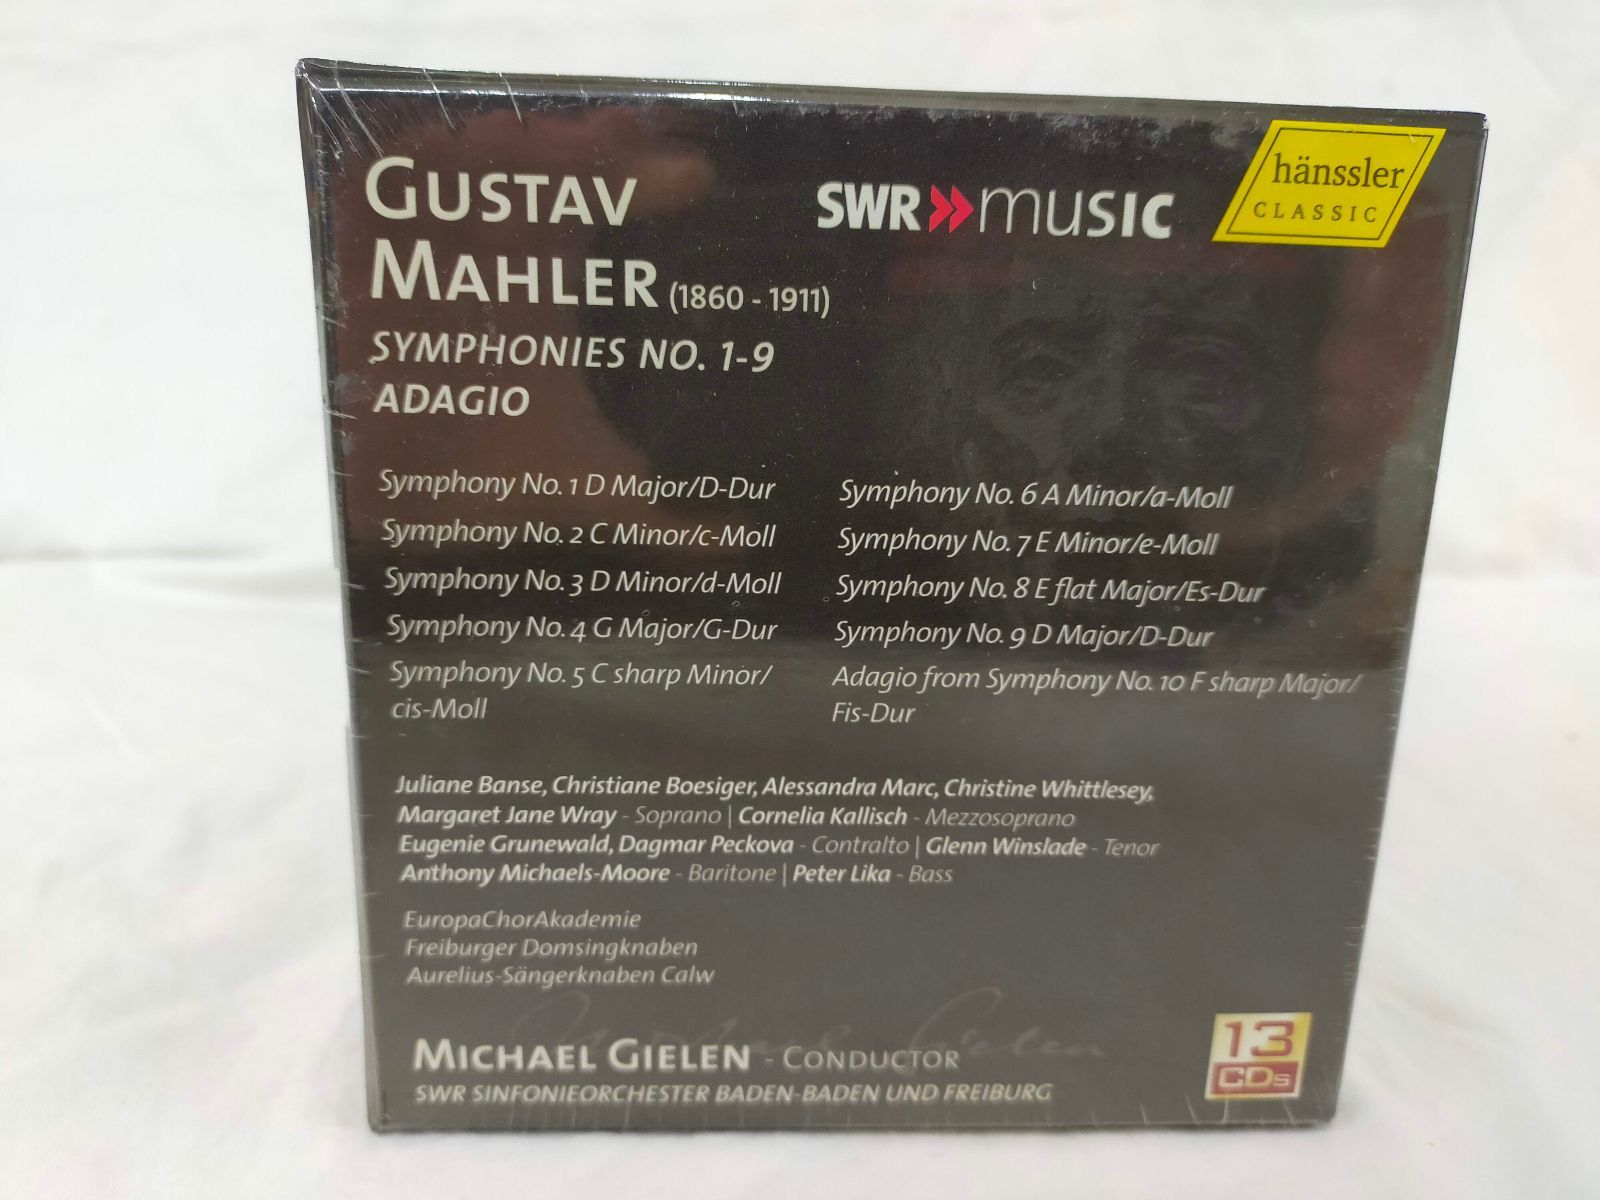 GUSTAV
MAHLER (1860 - 1911)
SYMPHONIES NO. 1-9
ADAGIO
SWR» musIC
hänssler
CLASSIC
Symphony No. 1 D Major/D-Dur
Symphony No. 2 C Minor/c-Moll
Symphony No. 3 D Minor/d-Moll
Symphony No. 4 G Major/G-Dur
Symphony No. 5 C sharp Minor/
cis-Moll
Symphony No. 6 A Minor/a-Moll
Symphony No. 7 E Minor/e-Moll
Symphony No. 8 E flat Major/Es-Dur
Symphony No. 9 D Major/D-Dur
Adagio from Symphony No. 10 F sharp Major/
Fis-Dur
Juliane Banse, Christiane Boesiger, Alessandra Marc, Christine Whittlesey,
Margaret Jane Wray - Soprano | Cornelia Kallisch - Mezzosoprano
Eugenie Grunewald, Dagmar Peckova - Contralto | Glenn Winslade - Tenor
Anthony Michaels-Moore - Baritone | Peter Lika - Bass
EuropaChorAkademie
Freiburger Domsingknaben
Aurelius-Sängerknaben Calw
Michael Gielen
MICHAEL GIELEN - CONDUCTOR
SWR SINFONIEORCHESTER BADEN-BADEN UND FREIBURG
13
CDs